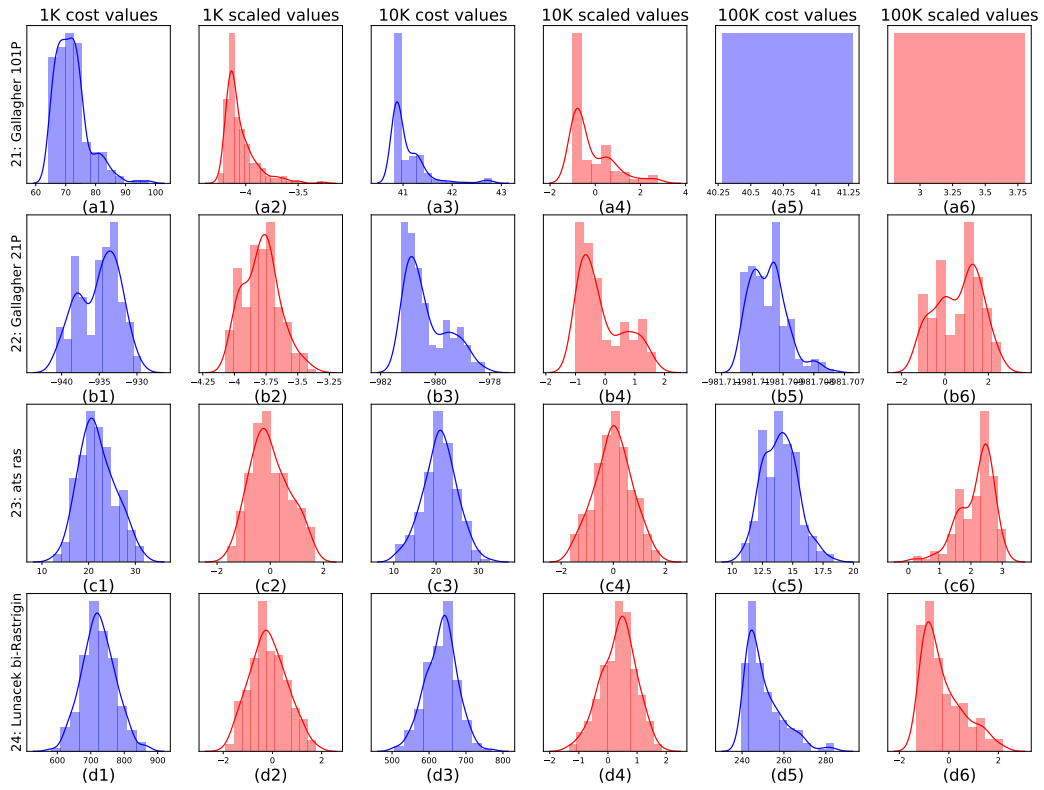 1K cost values 1K scaled values 10K cost values 10K scaled values 100K cost values 100K scaled values
21: Gallagher 101P
60 80 100 −4 −3.5 41 42 43 −2 0 2 4 40.25 40.5 40.75 41 41.25 3 3.25 3.5 3.75
(a1) (a2) (a3) (a4) (a5) (a6)
22: Gallagher 21P
−940 −935 −930 −4.25 −4 −3.75 −3.5 −3.25 −982 −980 −978 −2 −1 0 1 2 −2 0 2
(b1) (b2) (b3) (b4) (b5) (b6)
23: ats ras
10 20 30 −2 0 2 10 20 30 −2 0 2 10 12.5 15 17.5 20 0 1 2 3
(c1) (c2) (c3) (c4) (c5) (c6)
24: Lunacek bi-Rastrigin
600 700 800 900 −2 0 2 500 600 700 800 −2 −1 0 1 2 240 260 280 −2 0 2
(d1) (d2) (d3) (d4) (d5) (d6)